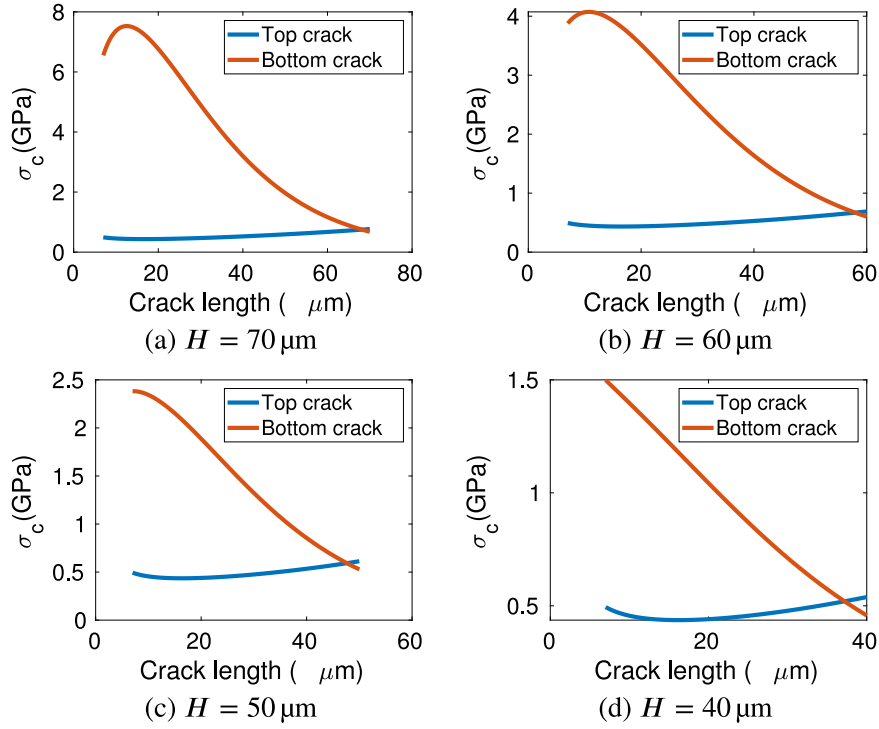 8
6
4
2
0
σc(GPa)
Top crack
Bottom crack
0 20 40 60 80
Crack length ( μm)
(a) H = 70 μm
4
3
2
1
0
σc(GPa)
Top crack
Bottom crack
0 20 40 60
Crack length ( μm)
(b) H = 60 μm
2.5
2
1.5
1
0.5
0
σc(GPa)
Top crack
Bottom crack
0 20 40 60
Crack length ( μm)
(c) H = 50 μm
1.5
1
0.5
σc(GPa)
Top crack
Bottom crack
0 20 40
Crack length ( μm)
(d) H = 40 μm